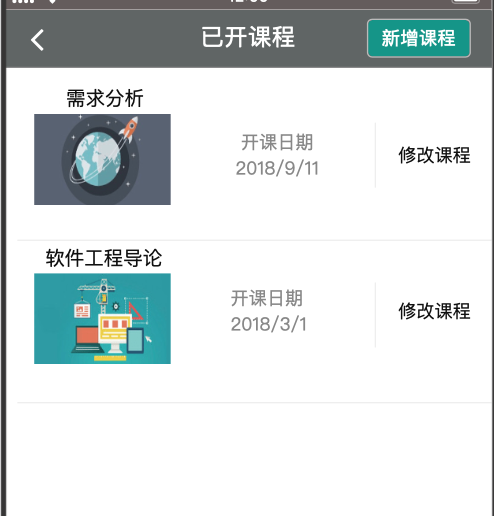 已开课程
新增课程
需求分析
开课日期
2018/9/11
修改课程
软件工程导论
开课日期
2018/3/1
修改课程